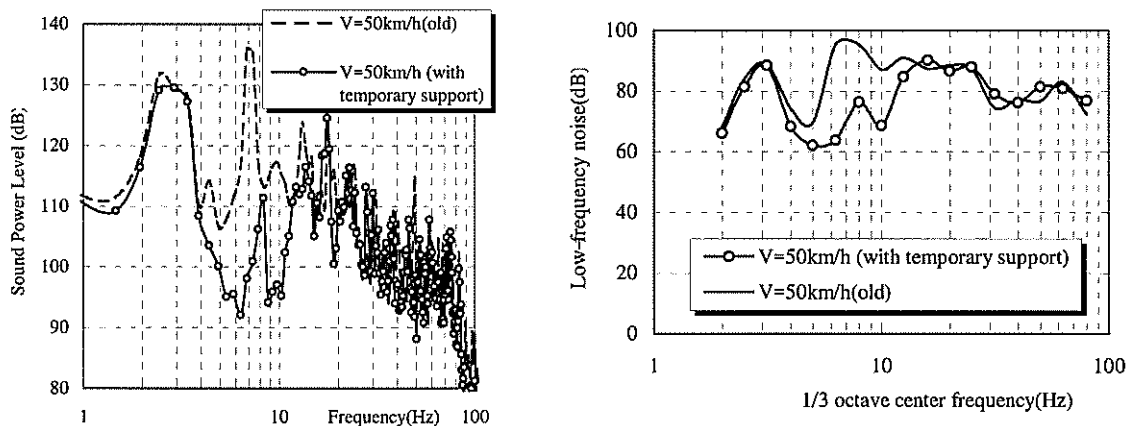 140
130
120
110
100
90
80
Sound Power Level (dB)
V=50km/h(old)
V=50km/h (with
temporary support)
1
10
Frequency(Hz)
100
100
80
60
40
20
0
Low-frequency noise(dB)
V=50km/h (with temporary support)
V=50km/h(old)
1
10
100
1/3 octave center frequency(Hz)